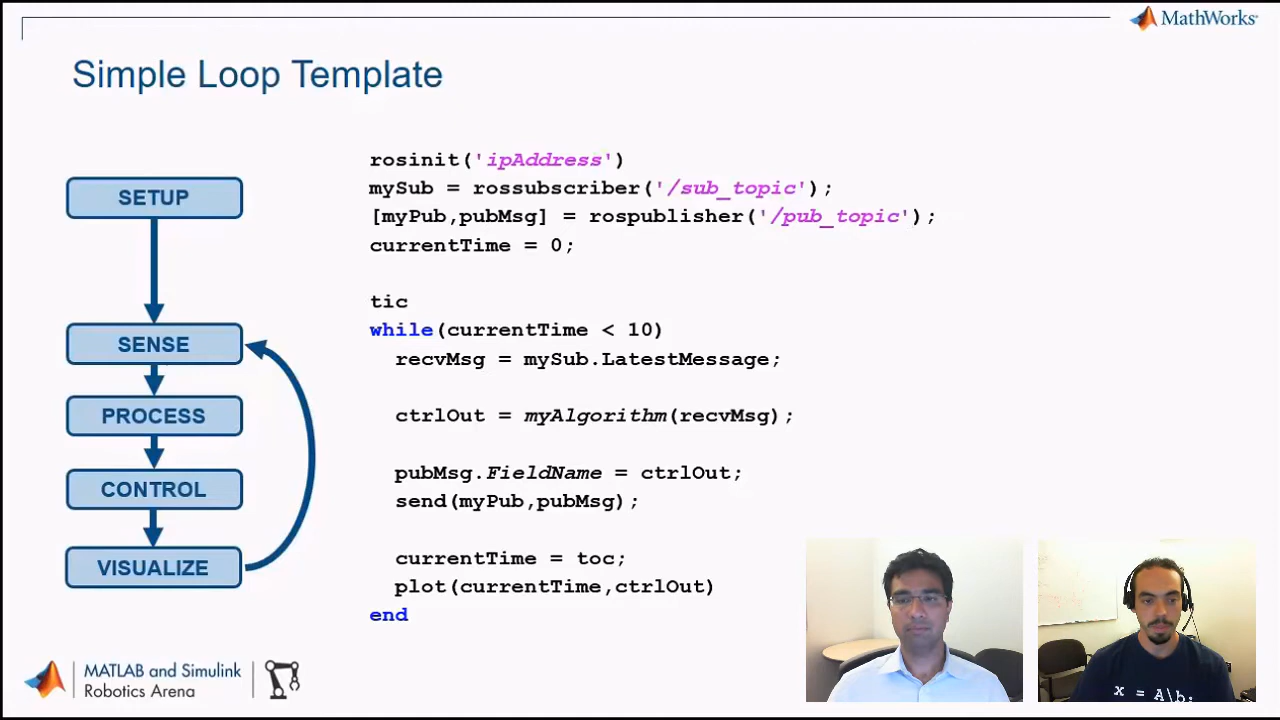 MathWorks®
Simple Loop Template
SETUP
SENSE
PROCESS
CONTROL
VISUALIZE
rosinit('ipAddress')
mySub = rossubscriber('/sub_topic');
[myPub,pubMsg] = rospublisher('/pub_topic');
currentTime = 0;
tic
while(currentTime < 10)
recvMsg = mySub.LatestMessage;
ctrlOut = myAlgorithm(recvMsg);
pubMsg.FieldName = ctrlOut;
send(myPub,pubMsg);
currentTime = toc;
plot(currentTime,ctrlOut)
end
MATLAB and Simulink
Robotics Arena
x = A\b;